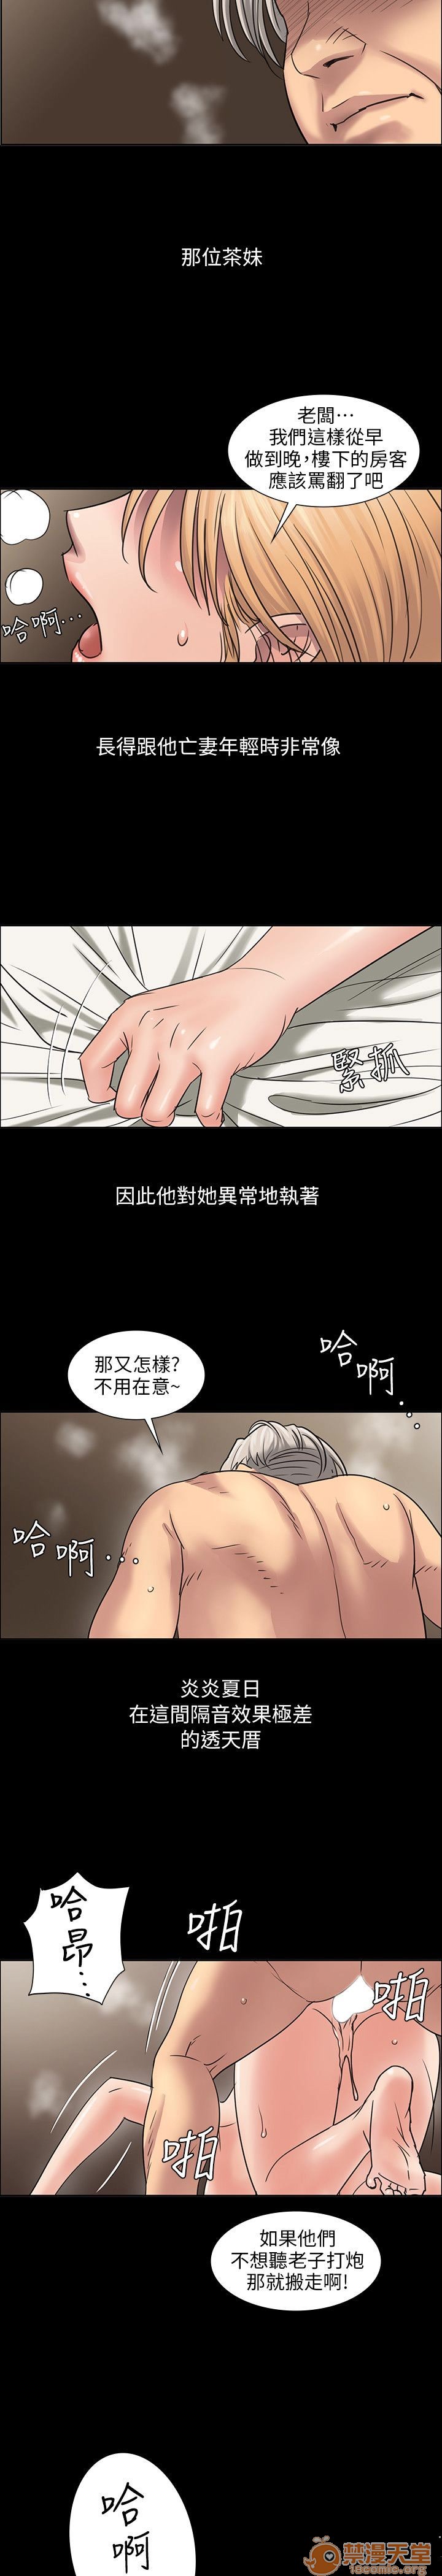 那位茶妹
老闆…
我們這樣從早
做到晚,樓下的房客
應該罵翻了吧
哈啊…
長得跟他亡妻年輕時非常像
緊抓
因此他對她異常地執著
那又怎樣?
不用在意~
哈啊…
哈啊…
炎炎夏日
在這間隔音效果極差
的透天厝
哈昂…
啪
啪
啪
如果他們
不想聽老子打炮
那就搬走啊!
哈啊
禁漫天堂
18comic.org